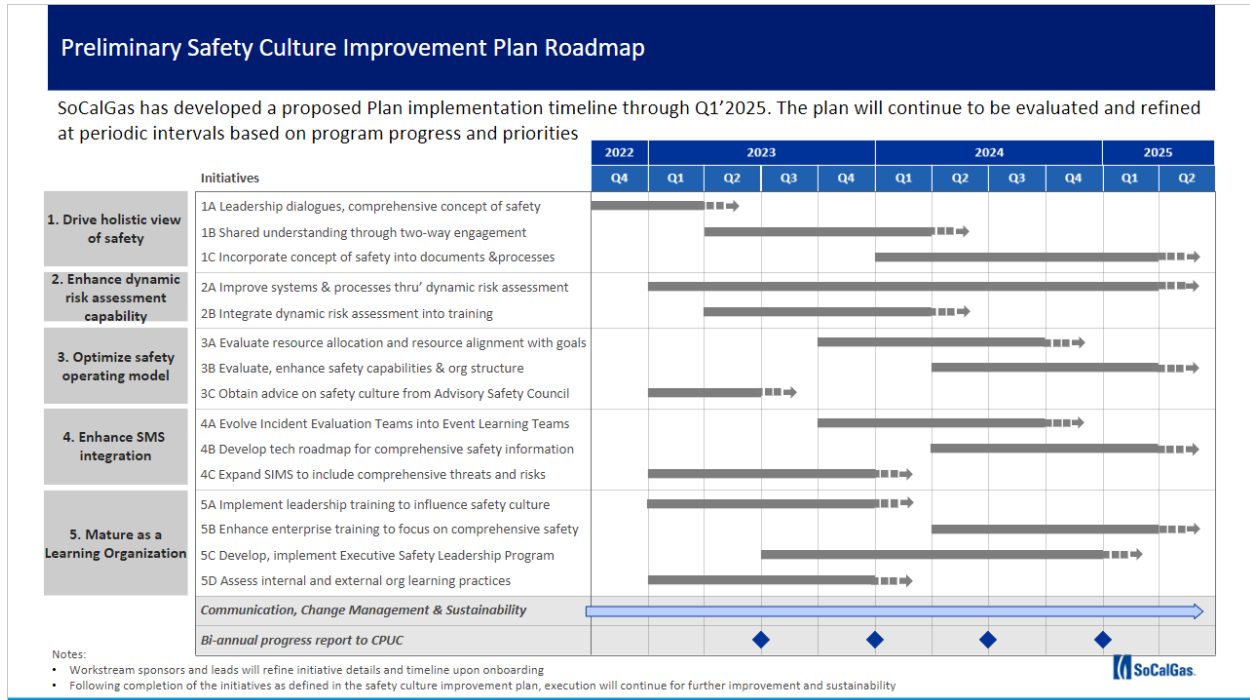 Preliminary Safety Culture Improvement Plan Roadmap
SoCalGas has developed a proposed Plan implementation timeline through Q1'2025. The plan will continue to be evaluated and refined
at periodic intervals based on program progress and priorities
2022 2023 2024 2025
Initiatives Q4 Q1 Q2 Q3 Q4 Q1 Q2 Q3 Q4 Q1 Q2
1. Drive holistic view
of safety
1A Leadership dialogues, comprehensive concept of safety
1B Shared understanding through two-way engagement
1C Incorporate concept of safety into documents &processes
2. Enhance dynamic
risk assessment
capability
2A Improve systems & processes thru' dynamic risk assessment
2B Integrate dynamic risk assessment into training
3. Optimize safety
operating model
3A Evaluate resource allocation and resource alignment with goals
3B Evaluate, enhance safety capabilities & org structure
3C Obtain advice on safety culture from Advisory Safety Council
4. Enhance SMS
integration
4A Evolve Incident Evaluation Teams into Event Learning Teams
4B Develop tech roadmap for comprehensive safety information
4C Expand SIMS to include comprehensive threats and risks
5. Mature as a
Learning Organization
5A Implement leadership training to influence safety culture
5B Enhance enterprise training to focus on comprehensive safety
5C Develop, implement Executive Safety Leadership Program
5D Assess internal and external org learning practices
Communication, Change Management & Sustainability
Bi-annual progress report to CPUC
Notes:
• Workstream sponsors and leads will refine initiative details and timeline upon onboarding
• Following completion of the initiatives as defined in the safety culture improvement plan, execution will continue for further improvement and sustainability
SoCalGas.